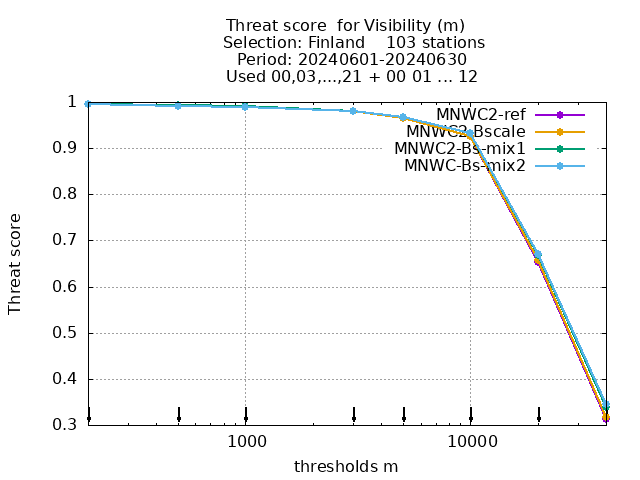 Threat score  for Visibility (m)
Selection: Finland    103 stations
Period: 20240601-20240630
Used 00,03,...,21 + 00 01 ... 12
MNWC2-ref
MNWC2-Bscale
MNWC2-Bs-mix1
MNWC-Bs-mix2
1
0.9
0.8
0.7
0.6
0.5
0.4
0.3
Threat score
1000
10000
thresholds m